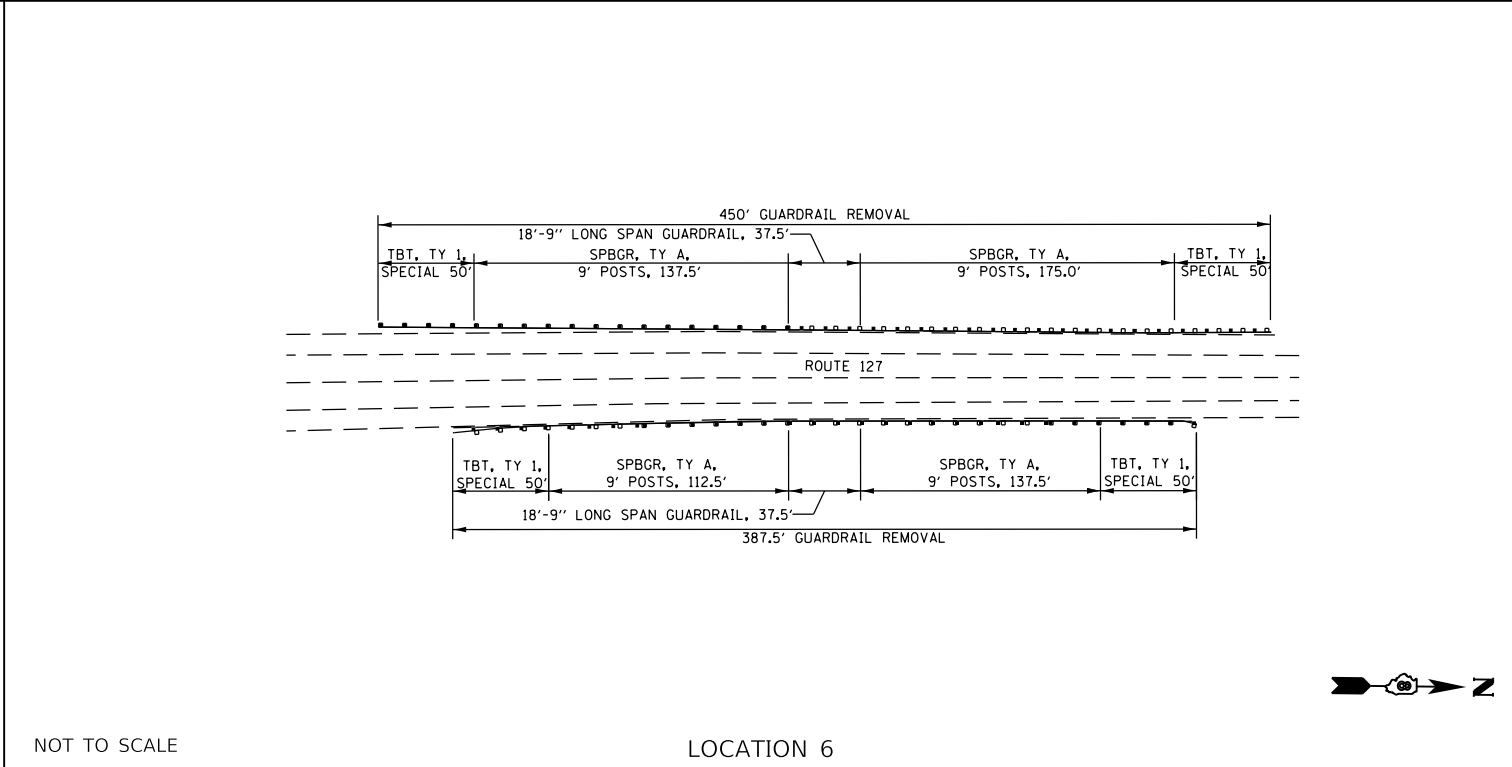 450' GUARDRAIL REMOVAL
18'-9'' LONG SPAN GUARDRAIL, 37.5'
TBT, TY 1,
SPECIAL 50'
SPBGR, TY A,
9' POSTS, 137.5'
SPBGR, TY A,
9' POSTS, 175.0'
TBT, TY 1,
SPECIAL 50'
ROUTE 127
TBT, TY 1,
SPECIAL 50'
SPBGR, TY A,
9' POSTS, 112.5'
SPBGR, TY A,
9' POSTS, 137.5'
TBT, TY 1,
SPECIAL 50'
18'-9'' LONG SPAN GUARDRAIL, 37.5'
387.5' GUARDRAIL REMOVAL
N
NOT TO SCALE
LOCATION 6